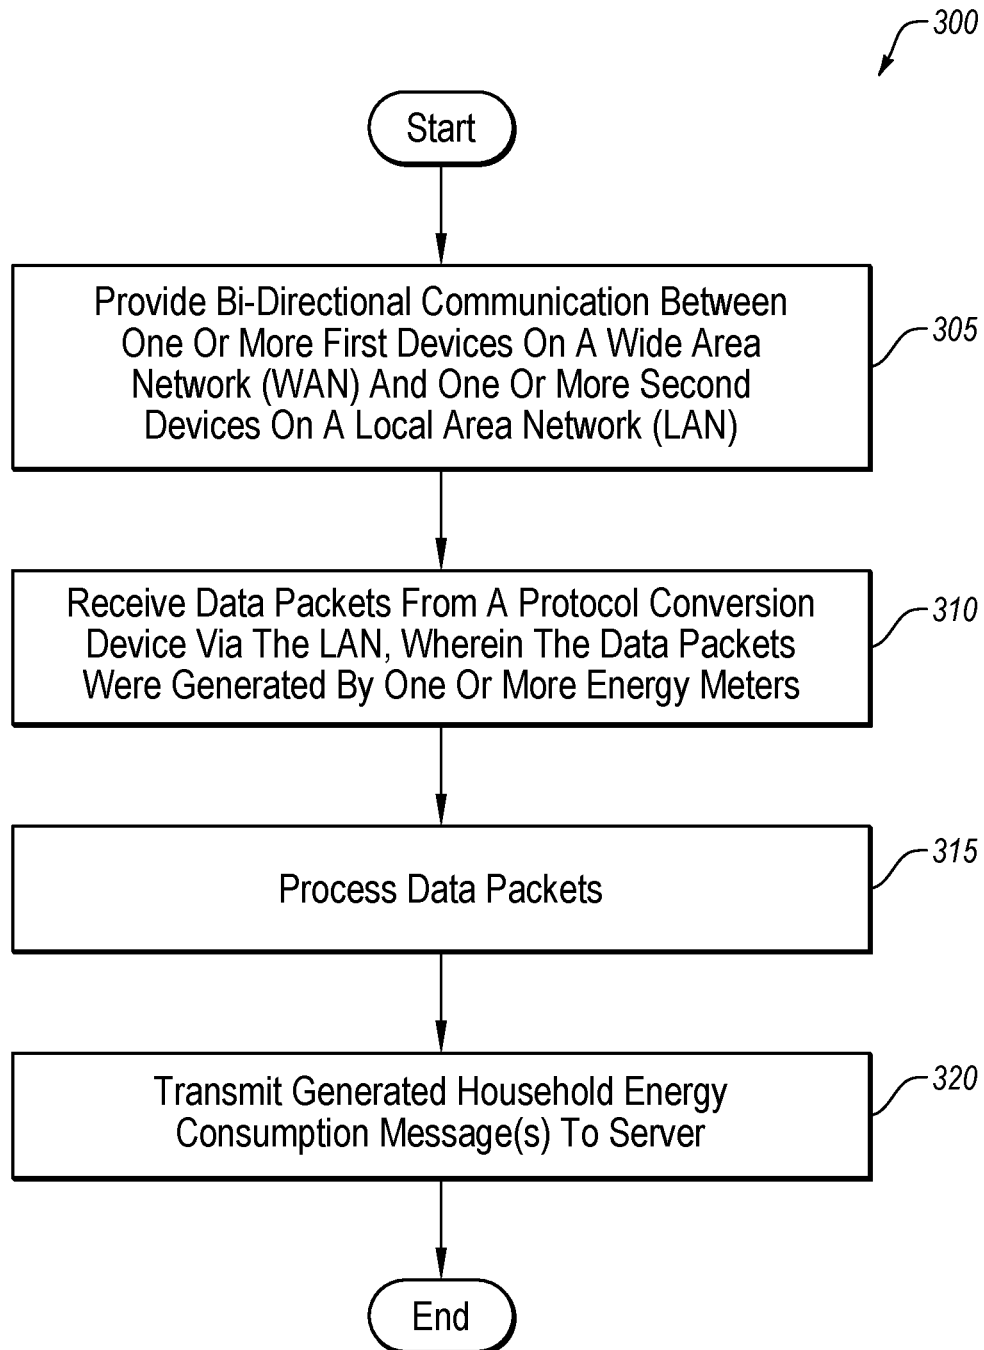 300
Start
Provide Bi-Directional Communication Between
One Or More First Devices On A Wide Area
Network (WAN) And One Or More Second
Devices On A Local Area Network (LAN)
305
Receive Data Packets From A Protocol Conversion
Device Via The LAN, Wherein The Data Packets
Were Generated By One Or More Energy Meters
310
Process Data Packets
315
Transmit Generated Household Energy
Consumption Message(s) To Server
320
End